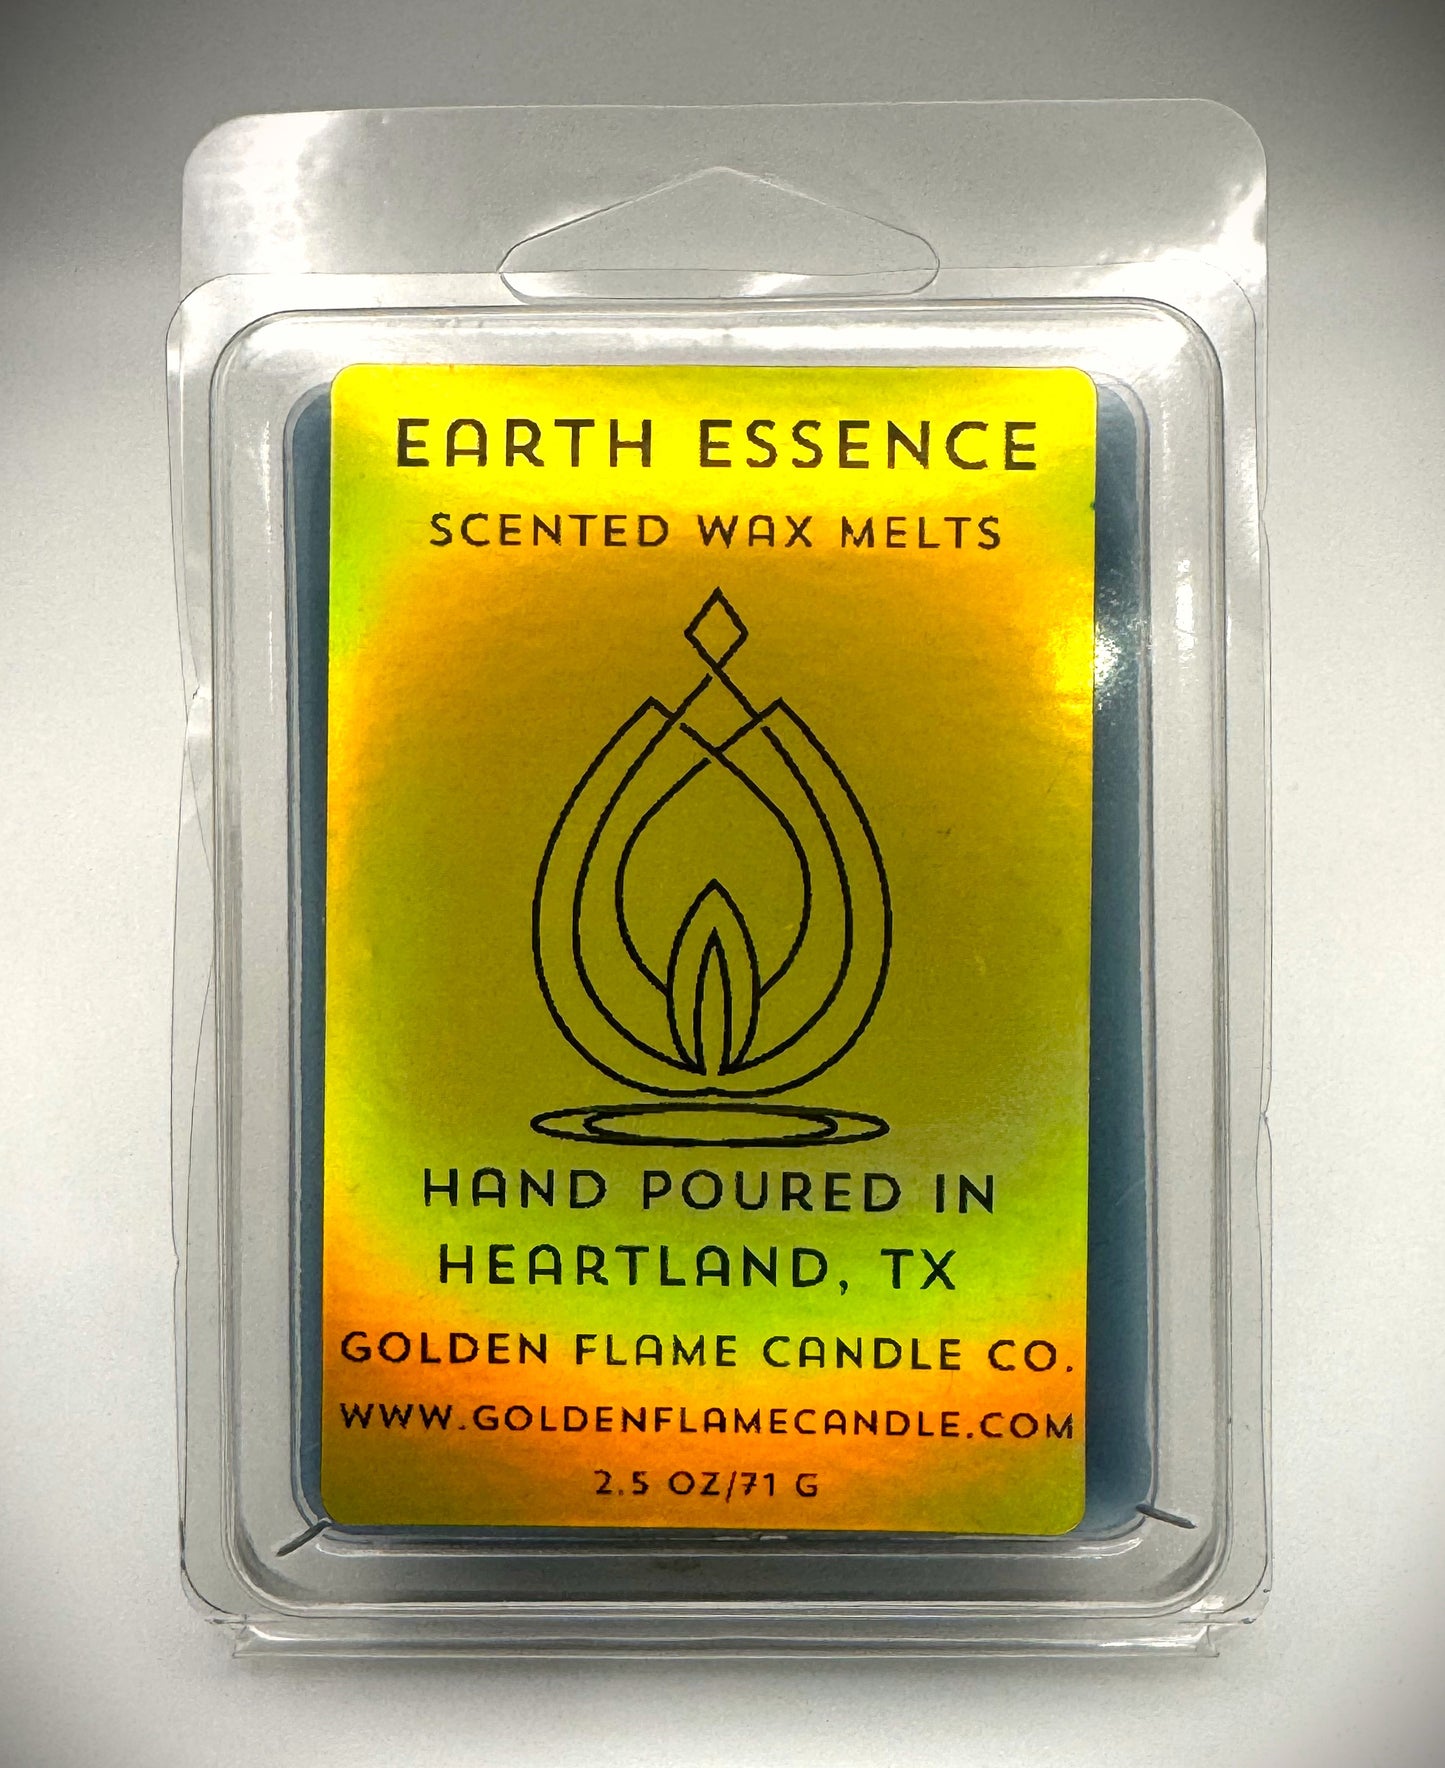 EARTH ESSENCE
SCENTED WAX MELTS
HAND POURED IN
HEARTLAND, TX
GOLDEN FLAME CANDLE CO.
WWW.GOLDENFLAMECANDLE.COM
2.5 OZ/71 G